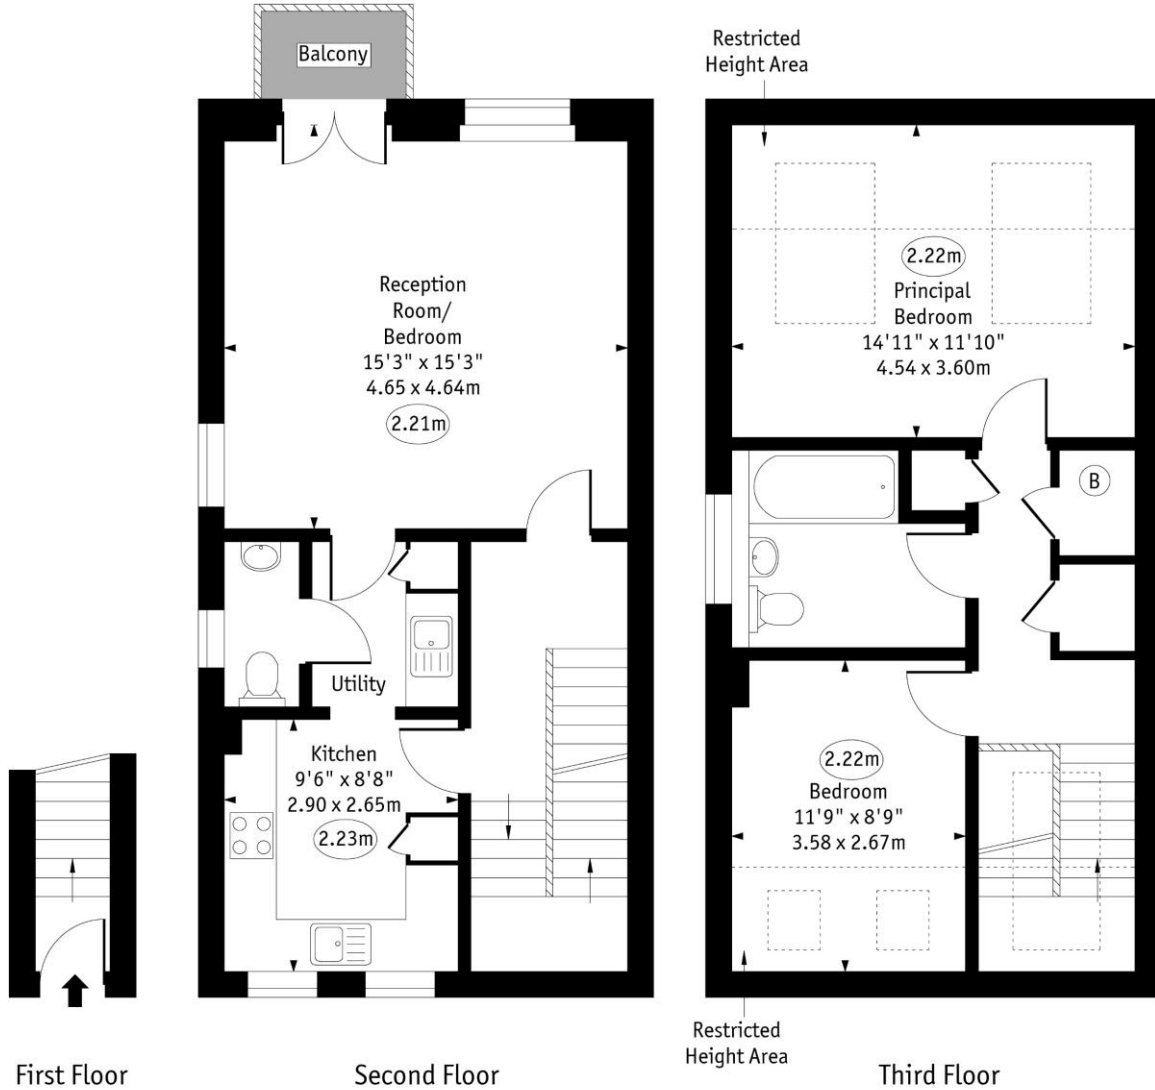 Balcony
Reception
Room/
Bedroom
15'3" x 15'3"
4.65 x 4.64m
2.21m
Utility
Kitchen
9'6" x 8'8"
2.90 x 2.65m
2.23m
Restricted
Height Area
2.22m
Principal
Bedroom
14'11" x 11'10"
4.54 x 3.60m
B
2.22m
Bedroom
11'9" x 8'9"
3.58 x 2.67m
Restricted
Height Area
First Floor
Second Floor
Third Floor